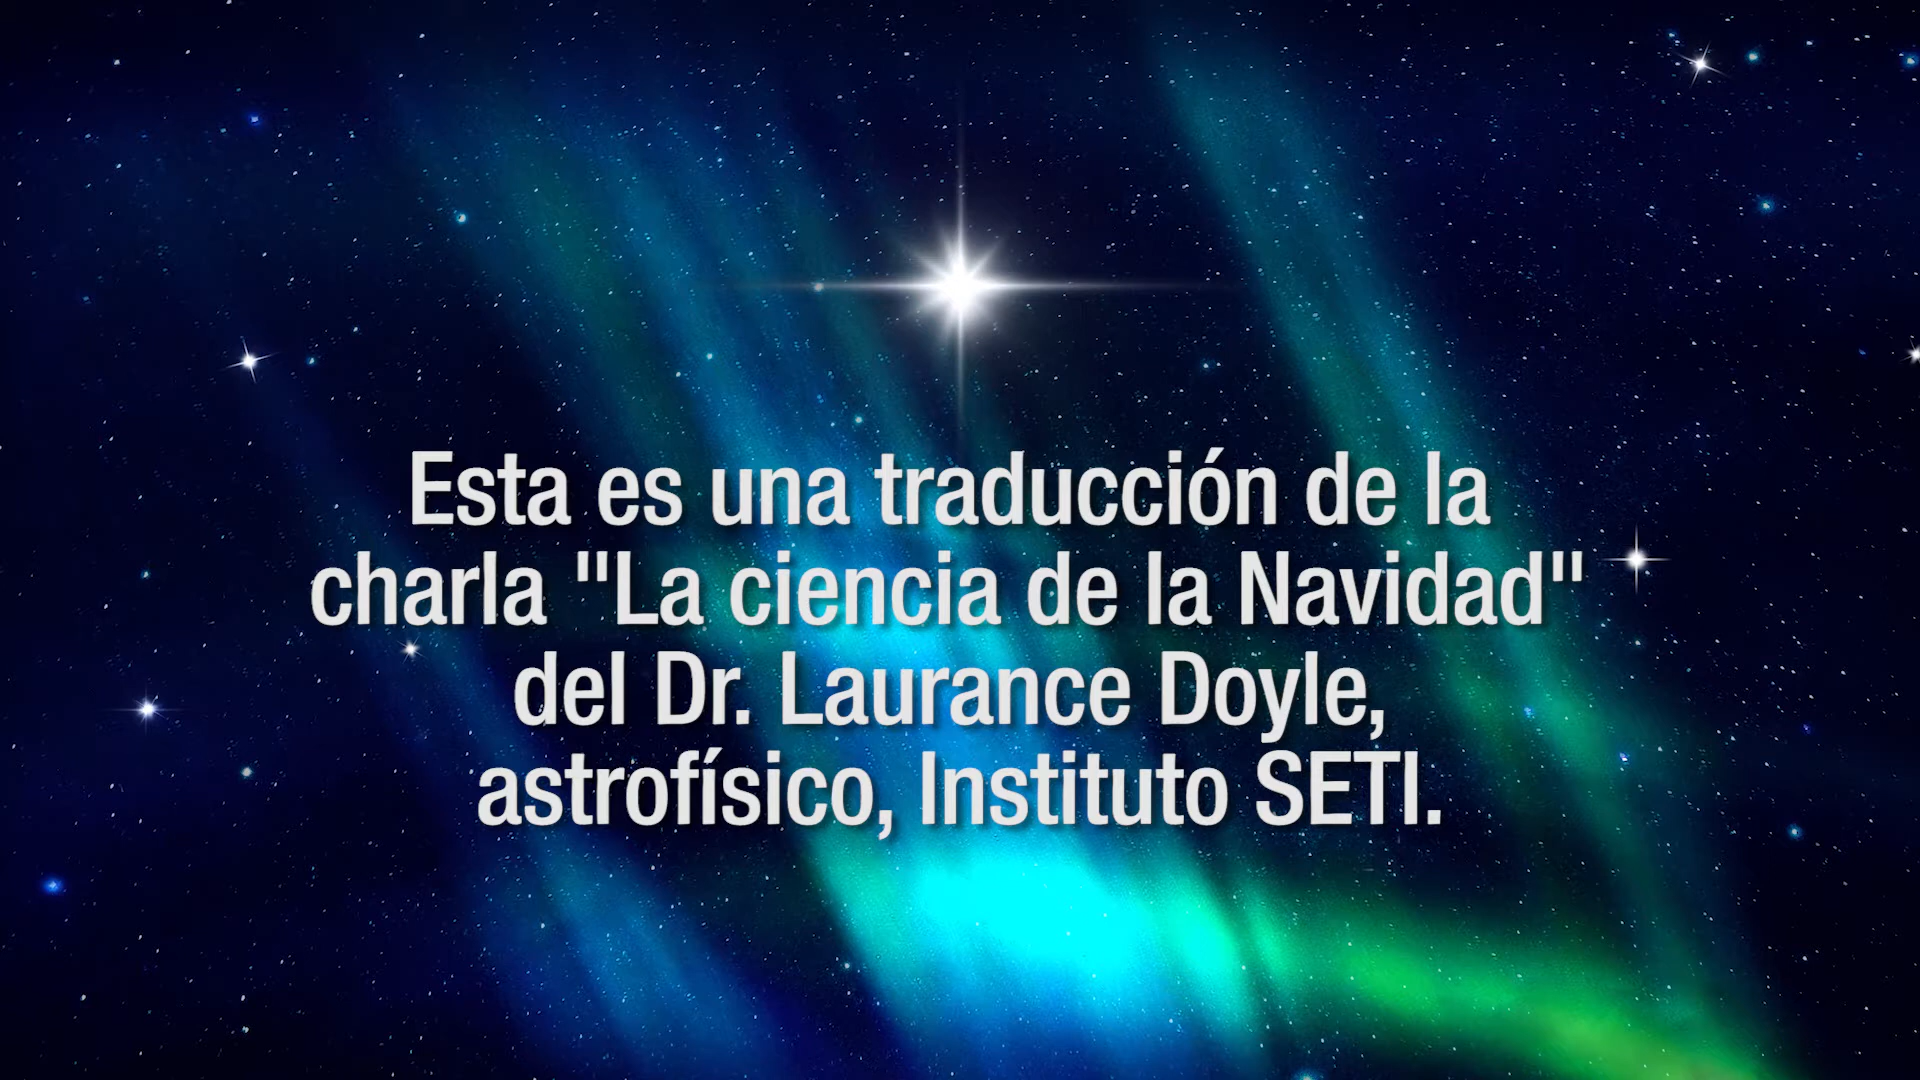 Esta es una traducción de la
charla "La ciencia de la Navidad"
del Dr. Laurance Doyle,
astrofísico, Instituto SETI.